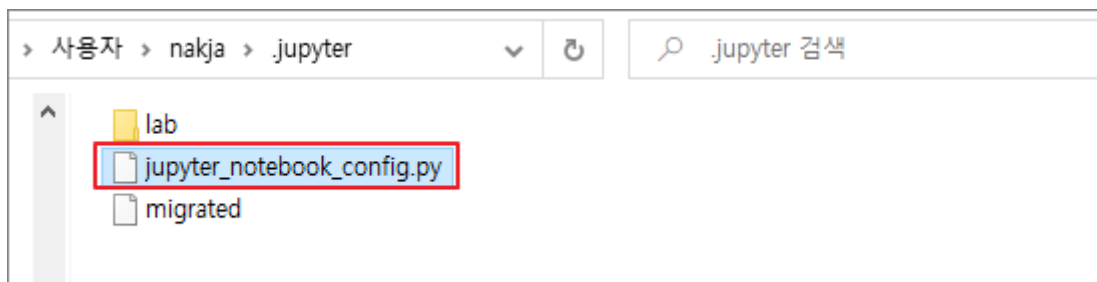 > 사용자 > nakja > .jupyter
.jupyter 검색
lab
jupyter_notebook_config.py
migrated